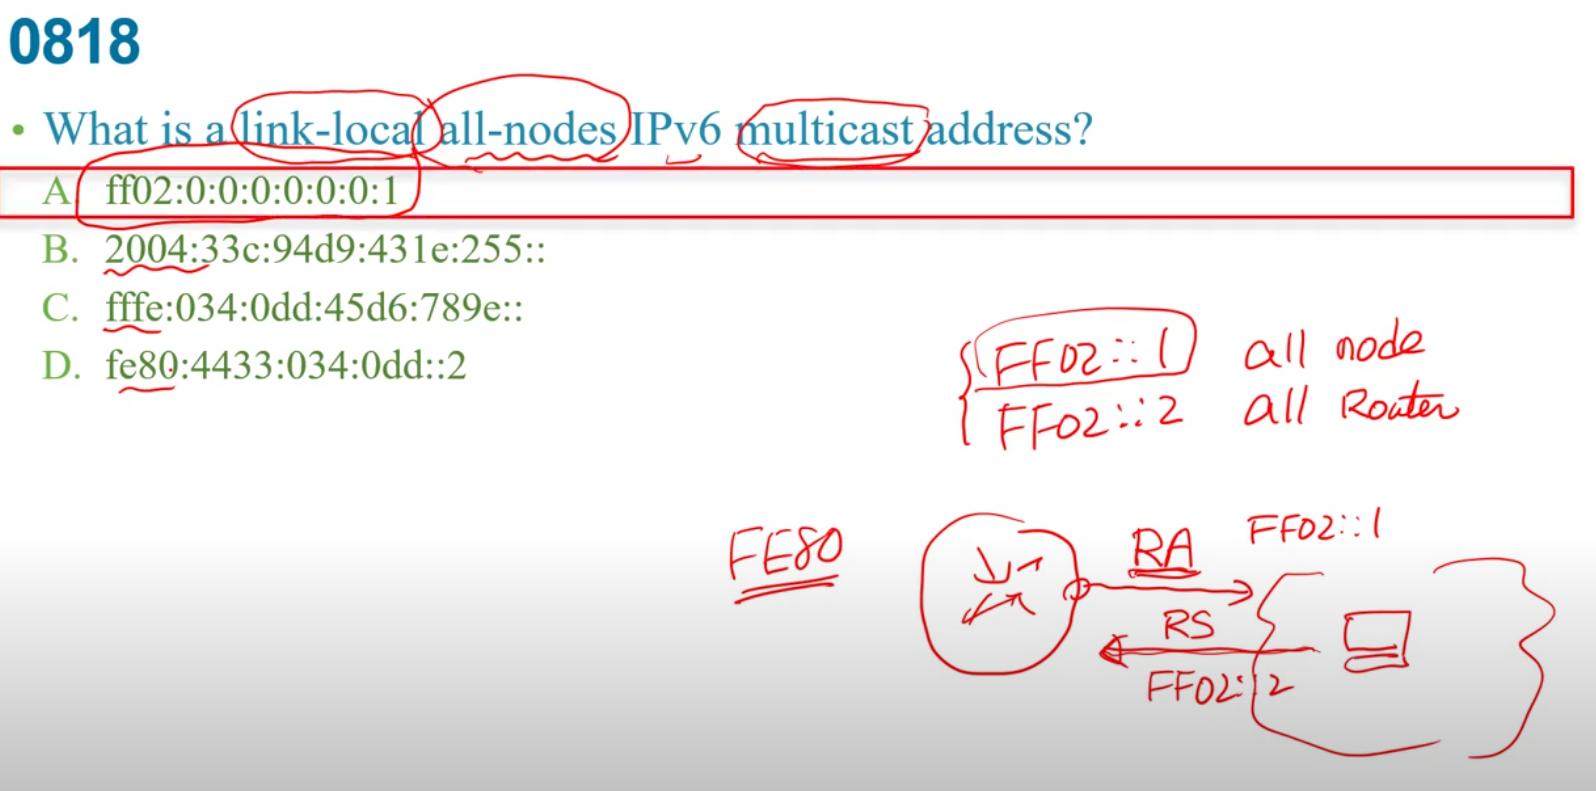 0818
• What is a link-local all-nodes IPv6 multicast address?
A. ff02:0:0:0:0:0:0:1
B. 2004:33c:94d9:431e:255::
C. fffe:034:0dd:45d6:789e::
D. fe80:4433:034:0dd::2
FF02::1 all node
FF02::2 all Router
FE80
RA FF02::1
RS
FF02::2